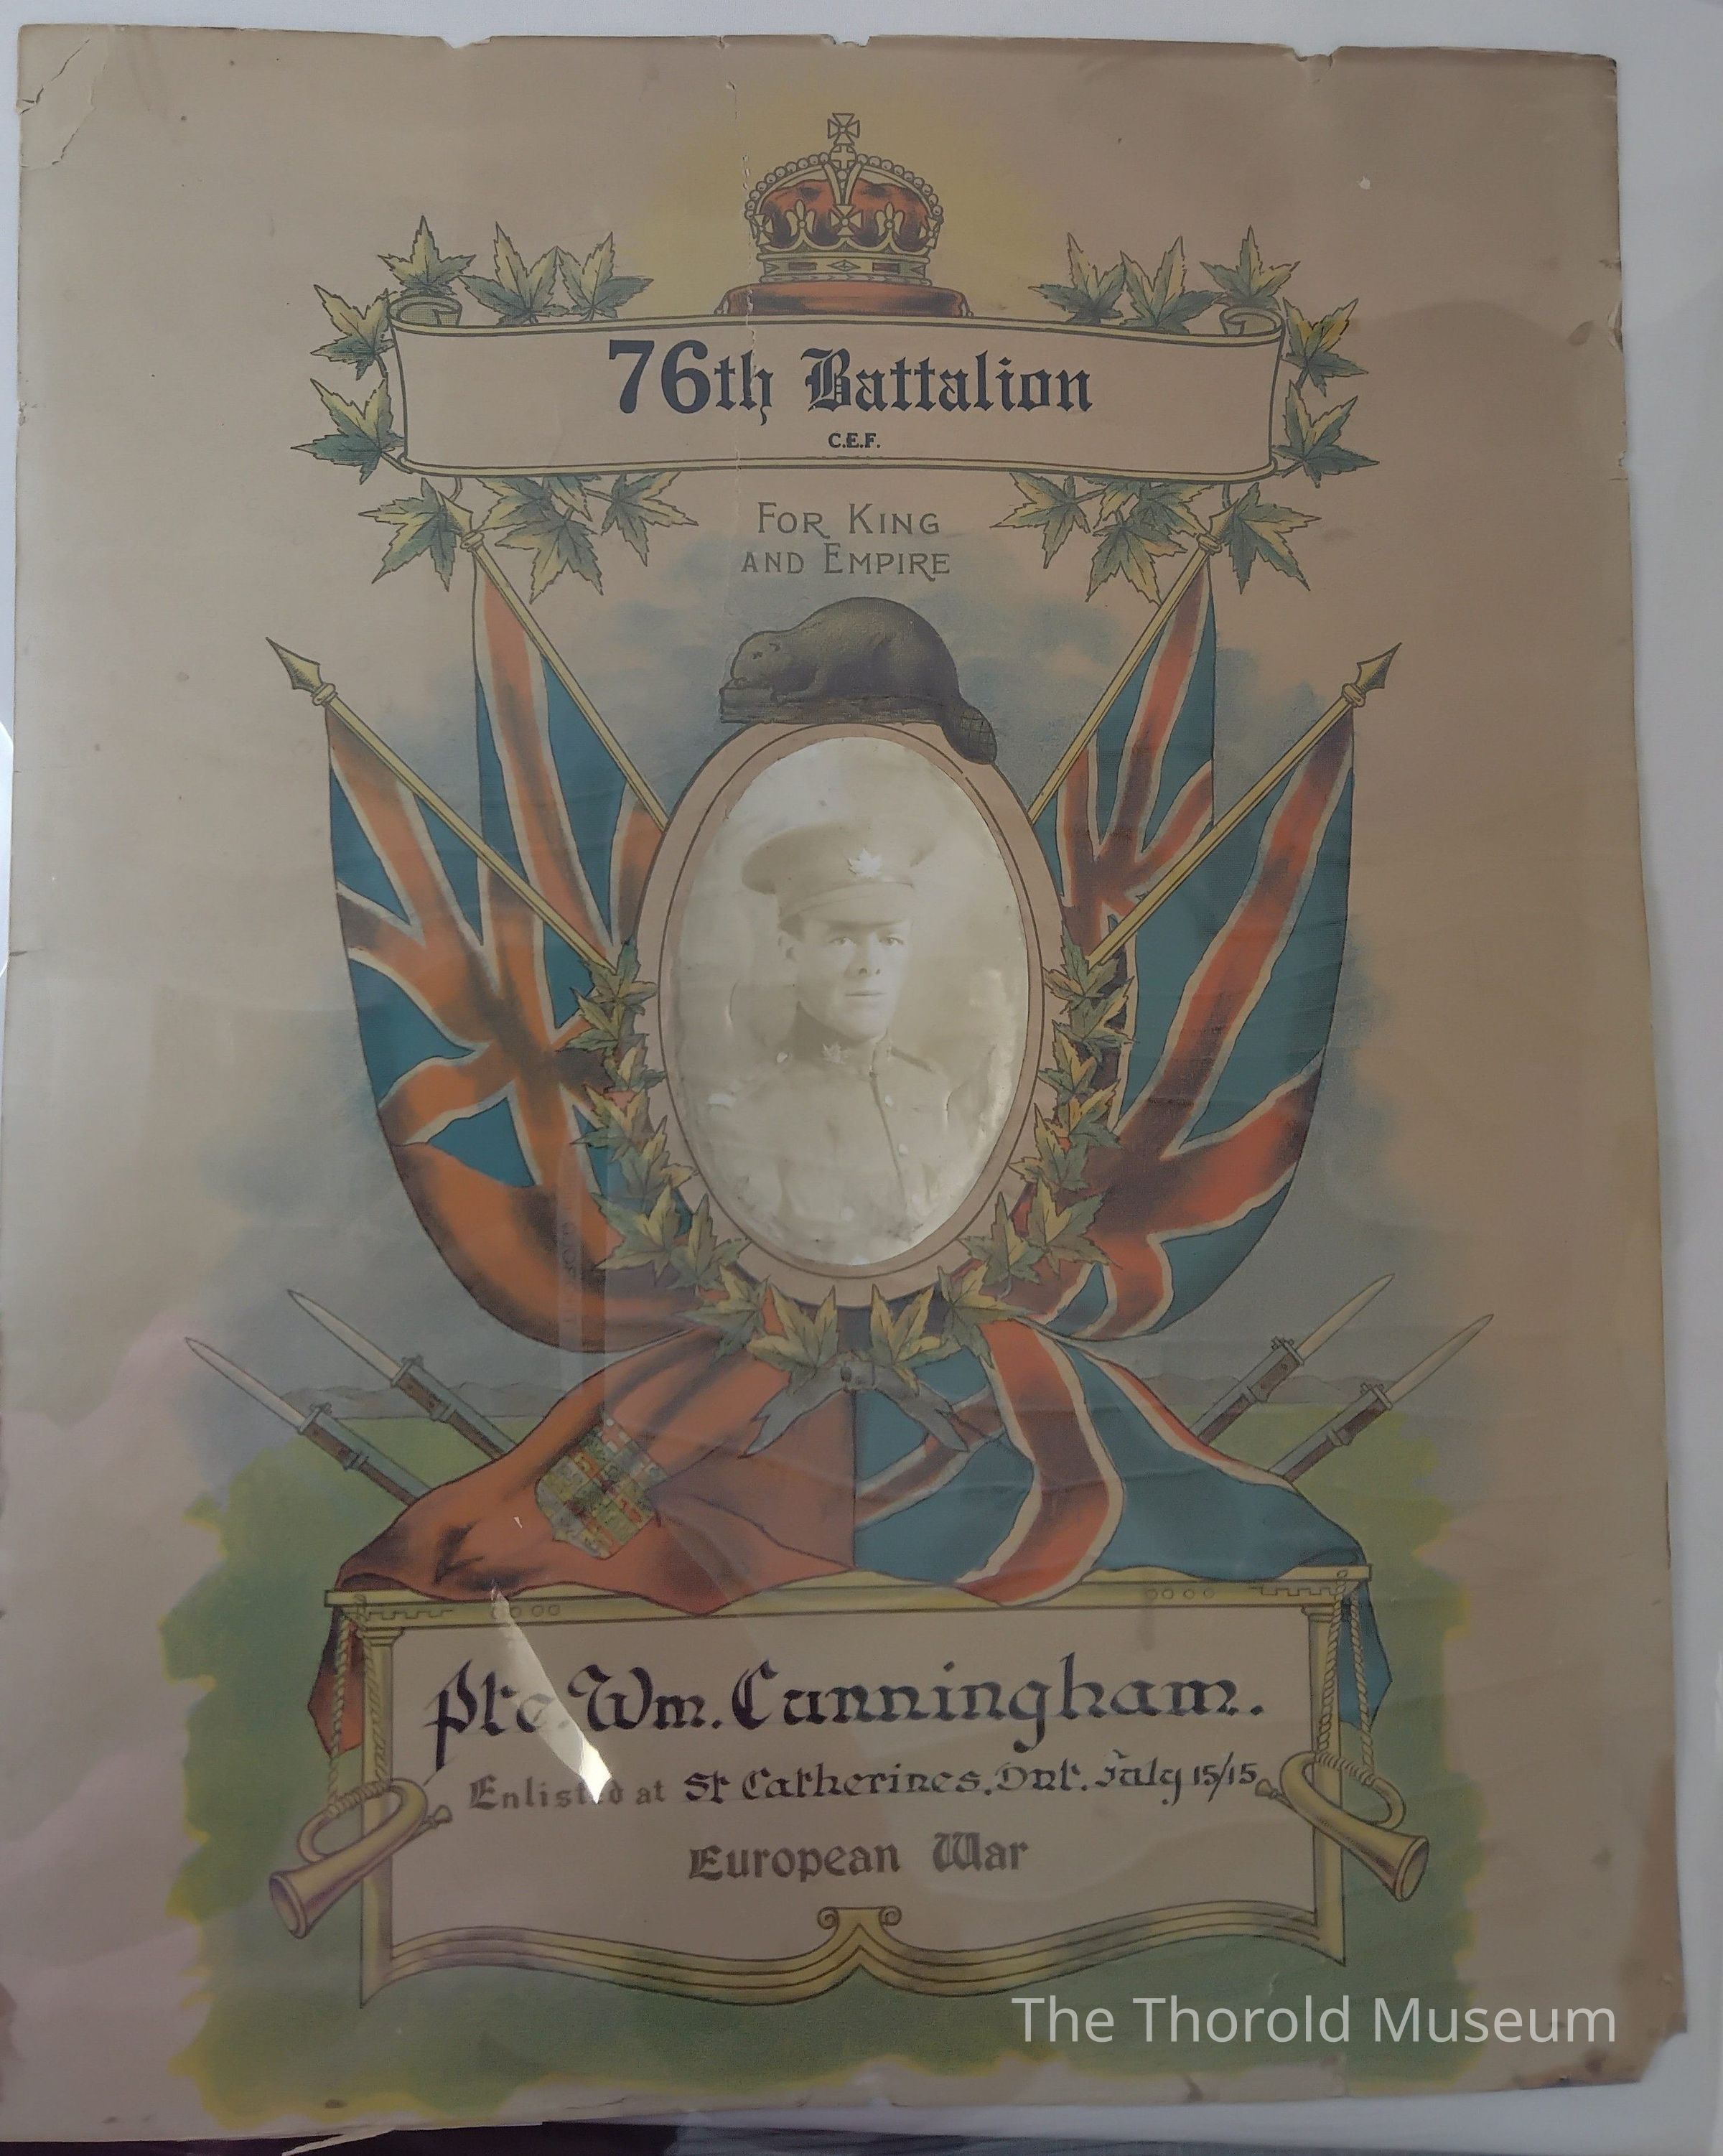 76th Battalion
C.E.F.
FOR KING
AND EMPIRE
Pte. Wm. Cunningham.
Enlisted at St Catherines, Ont. July 15/15
European War
The Thorold Museum